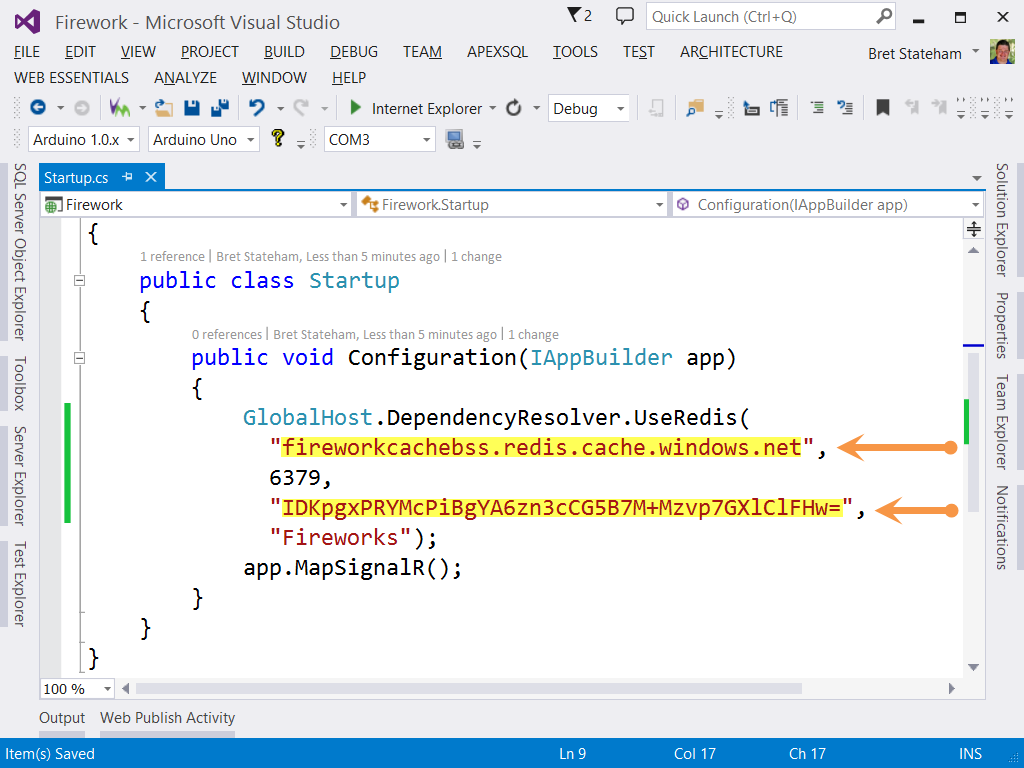 Firework - Microsoft Visual Studio
2
Quick Launch (Ctrl+Q)
FILE EDIT VIEW PROJECT BUILD DEBUG TEAM APEXSQL TOOLS TEST ARCHITECTURE
Bret Stateham
WEB ESSENTIALS ANALYZE WINDOW HELP
Internet Explorer Debug
Arduino 1.0.x Arduino Uno ? COM3
SQL Server Object Explorer
Toolbox
Server Explorer
Test Explorer
Startup.cs
Firework Firework.Startup Configuration(IAppBuilder app)
{
1 reference | Bret Stateham, Less than 5 minutes ago | 1 change
public class Startup
{
0 references | Bret Stateham, Less than 5 minutes ago | 1 change
public void Configuration(IAppBuilder app)
{
GlobalHost.DependencyResolver.UseRedis(
"fireworkcachebss.redis.cache.windows.net",
6379,
"IDKpgxPRYMcPiBgYA6zn3cCG5B7M+Mzvp7GXlClFHw=",
"Fireworks");
app.MapSignalR();
}
}
}
100 %
Solution Explorer
Properties
Team Explorer
Notifications
Output Web Publish Activity
Item(s) Saved Ln 9 Col 17 Ch 17 INS